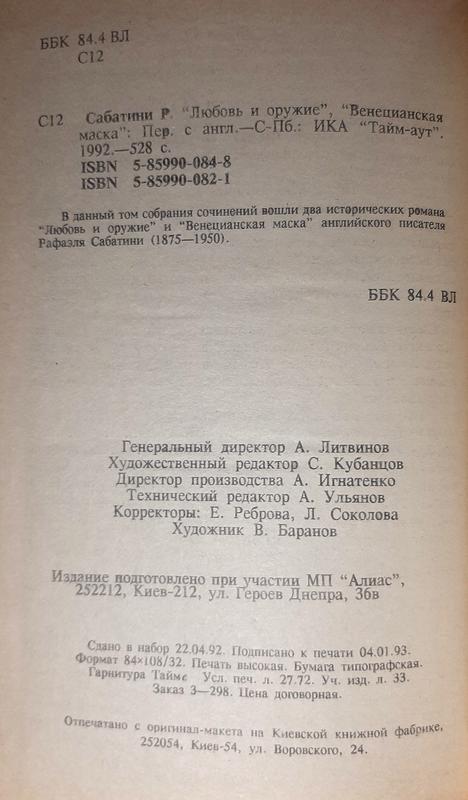 ББК 84.4 ВЛ
С12
С12 Сабатини Р. "Любовь и оружие", "Венецианская
маска": Пер. с англ.—С-Пб.: ИКА "Тайм-аут".
1992.—528 с.
ISBN 5-85990-084-8
ISBN 5-85990-082-1
В данный том собрания сочинений вошли два исторических романа
"Любовь и оружие" и "Венецианская маска" английского писателя
Рафаэля Сабатини (1875—1950).
ББК 84.4 ВЛ
Генеральный директор А. Литвинов
Художественный редактор С. Кубанцов
Директор производства А. Игнатенко
Технический редактор А. Ульянов
Корректоры: Е. Реброва, Л. Соколова
Художник В. Баранов
Издание подготовлено при участии МП "Алиас",
252212, Киев-212, ул. Героев Днепра, 36в
Сдано в набор 22.04.92. Подписано к печати 04.01.93.
Формат 84×108/32. Печать высокая. Бумага типографская.
Гарнитура Таймс Усл. печ. л. 27.72. Уч. изд. л. 33.
Заказ 3—298. Цена договорная.
Отпечатано с оригинал-макета на Киевской книжной фабрике,
252054, Киев-54, ул. Воровского, 24.